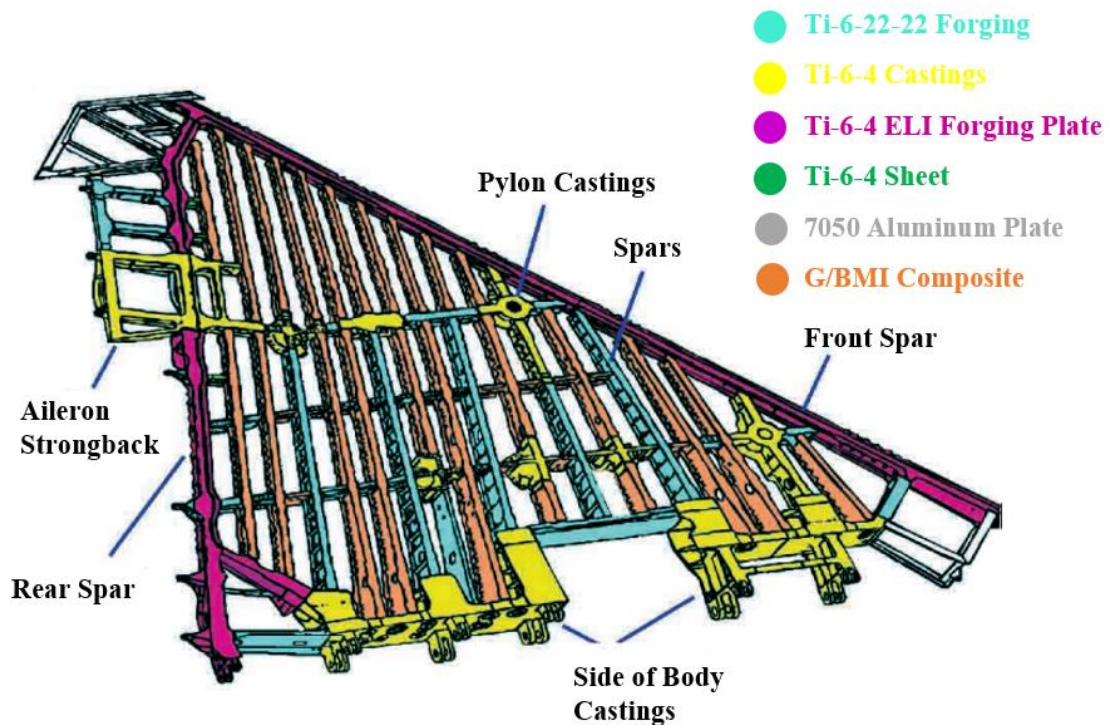 Ti-6-22-22 Forging
Ti-6-4 Castings
Ti-6-4 ELI Forging Plate
Ti-6-4 Sheet
7050 Aluminum Plate
G/BMI Composite
Pylon Castings
Spars
Front Spar
Aileron
Strongback
Rear Spar
Side of Body
Castings